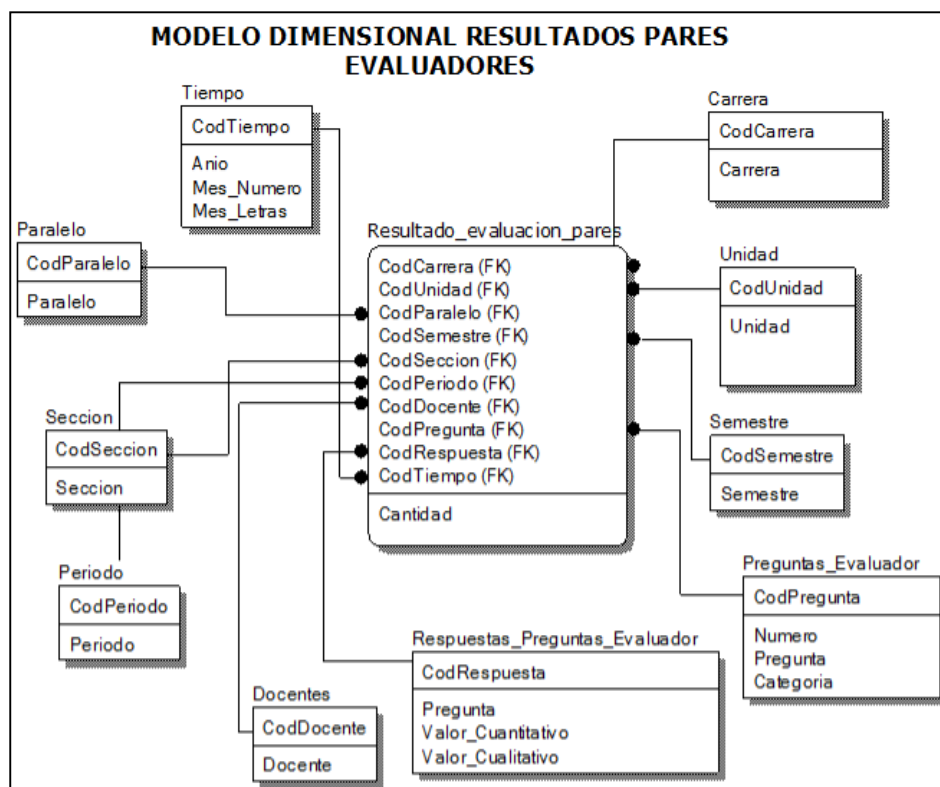 MODELO DIMENSIONAL RESULTADOS PARES
EVALUADORES
Tiempo
CodTiempo
Anio
Mes_Numero
Mes_Letras
Carrera
CodCarrera
Carrera
Paralelo
CodParalelo
Paralelo
Resultado_evaluacion_pares
CodCarrera (FK)
CodUnidad (FK)
CodParalelo (FK)
CodSemestre (FK)
CodSeccion (FK)
CodPeriodo (FK)
CodDocente (FK)
CodPregunta (FK)
CodRespuesta (FK)
CodTiempo (FK)
Cantidad
Unidad
CodUnidad
Unidad
Seccion
CodSeccion
Seccion
Semestre
CodSemestre
Semestre
Periodo
CodPeriodo
Periodo
Preguntas_Evaluador
CodPregunta
Numero
Pregunta
Categoria
Respuestas_Preguntas_Evaluador
CodRespuesta
Pregunta
Valor_Cuantitativo
Valor_Cualitativo
Docentes
CodDocente
Docente